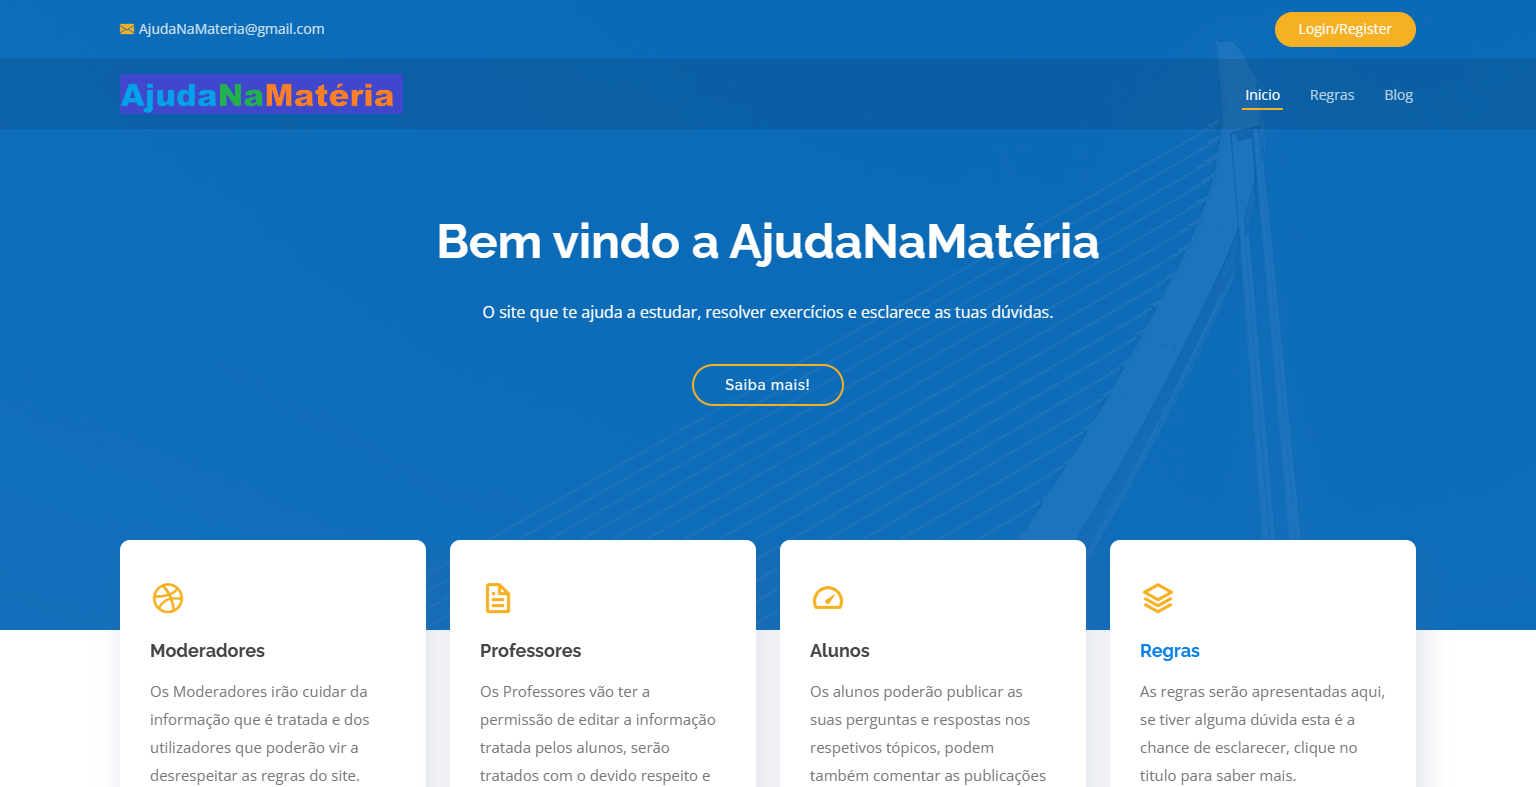 AjudaNaMateria@gmail.com
Login/Register
AjudaNaMatéria
Inicio
Regras
Blog
Bem vindo a AjudaNaMatéria
O site que te ajuda a estudar, resolver exercícios e esclarece as tuas dúvidas.
Saiba mais!
Moderadores
Os Moderadores irão cuidar da
informação que é tratada e dos
utilizadores que poderão vir a
desrespeitar as regras do site.
Professores
Os Professores vão ter a
permissão de editar a informação
tratada pelos alunos, serão
tratados com o devido respeito e
Alunos
Os alunos poderão publicar as
suas perguntas e respostas nos
respetivos tópicos, podem
também comentar as publicações
Regras
As regras serão apresentadas aqui,
se tiver alguma dúvida esta é a
chance de esclarecer, clique no
titulo para saber mais.